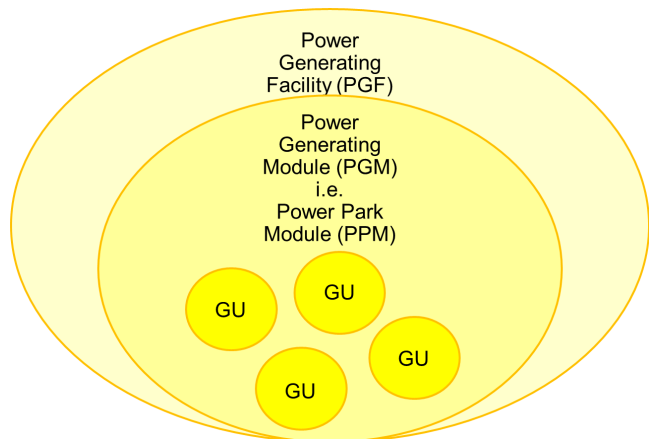 Power
Generating
Facility (PGF)
Power
Generating
Module (PGM)
i.e.
Power Park
Module (PPM)
GU
GU
GU
GU